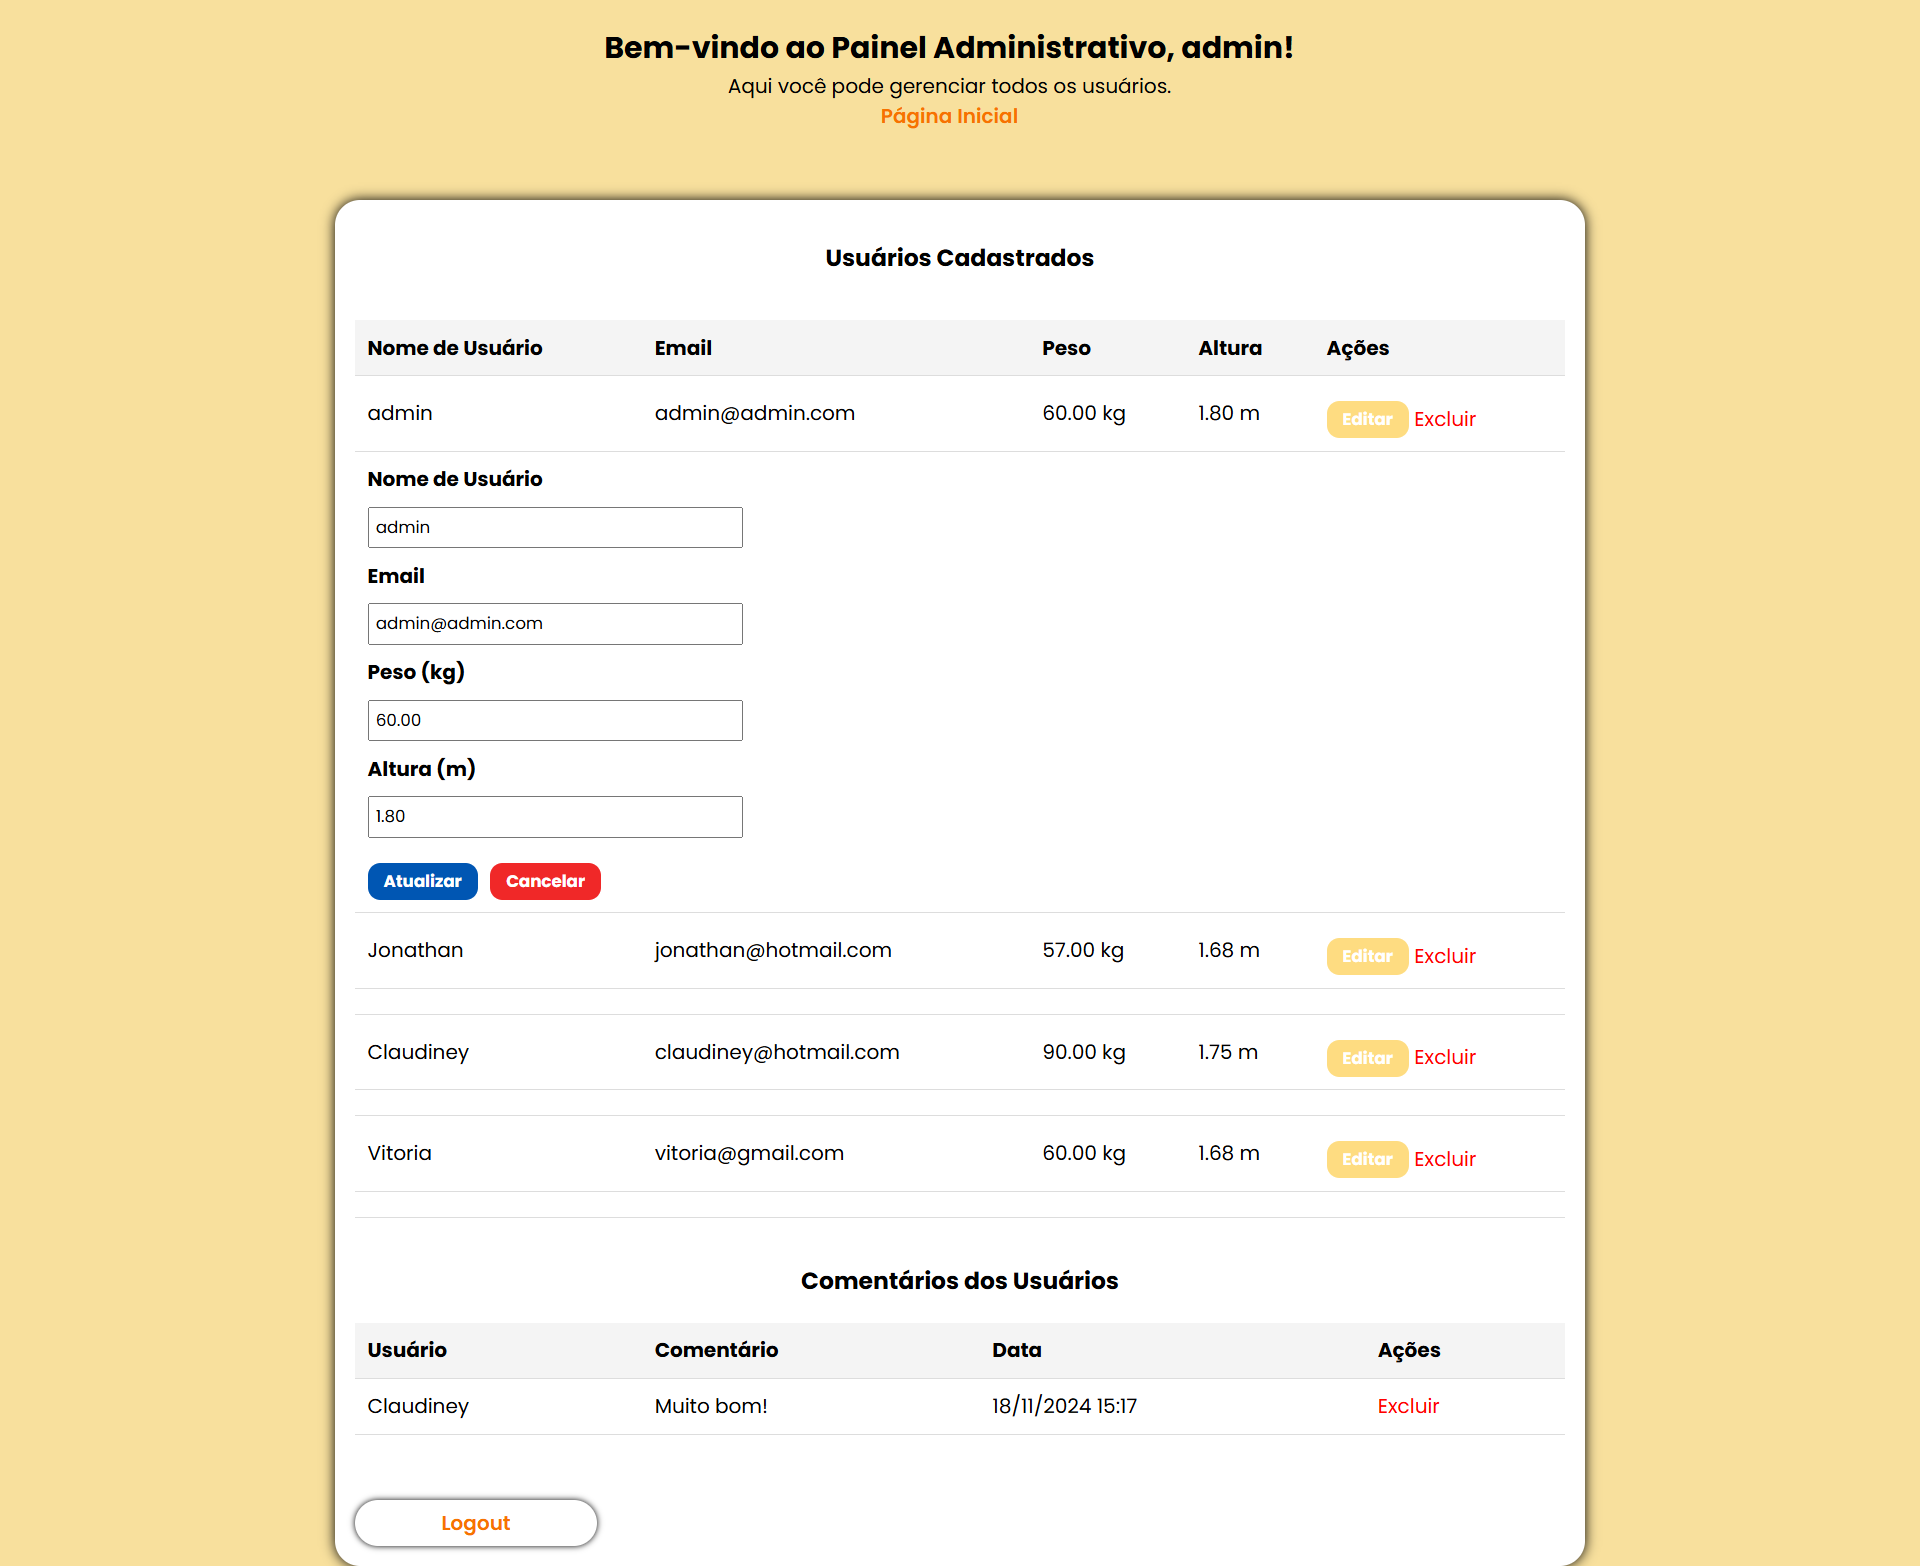 Bem-vindo ao Painel Administrativo, admin!
Aqui você pode gerenciar todos os usuários.
Página Inicial
Usuários Cadastrados
Nome de Usuário Email Peso Altura Ações
admin admin@admin.com 60.00 kg 1.80 m Editar Excluir
Nome de Usuário
admin
Email
admin@admin.com
Peso (kg)
60.00
Altura (m)
1.80
Atualizar Cancelar
Jonathan jonathan@hotmail.com 57.00 kg 1.68 m Editar Excluir
Claudiney claudiney@hotmail.com 90.00 kg 1.75 m Editar Excluir
Vitoria vitoria@gmail.com 60.00 kg 1.68 m Editar Excluir
Comentários dos Usuários
Usuário Comentário Data Ações
Claudiney Muito bom! 18/11/2024 15:17 Excluir
Logout